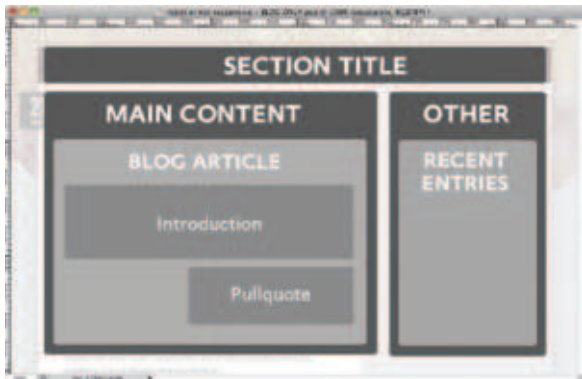 SECTION TITLE
MAIN CONTENT
BLOG ARTICLE
Introduction
Pullquote
OTHER
RECENT
ENTRIES